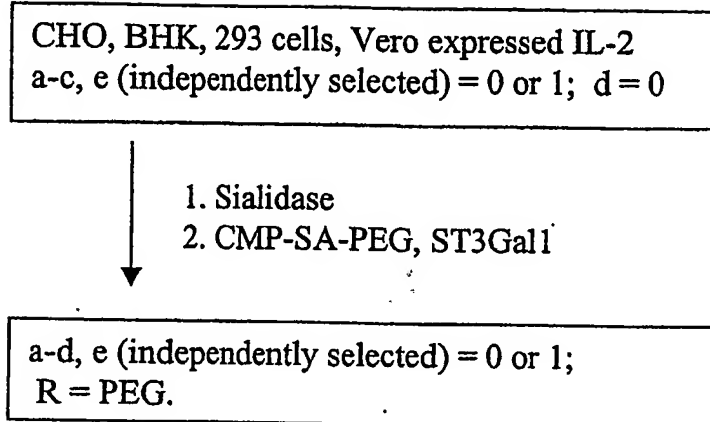 CHO, BHK, 293 cells, Vero expressed IL-2
a-c, e (independently selected) = 0 or 1; d = 0
1. Sialidase
2. CMP-SA-PEG, ST3Gal1
a-d, e (independently selected) = 0 or 1;
R = PEG.